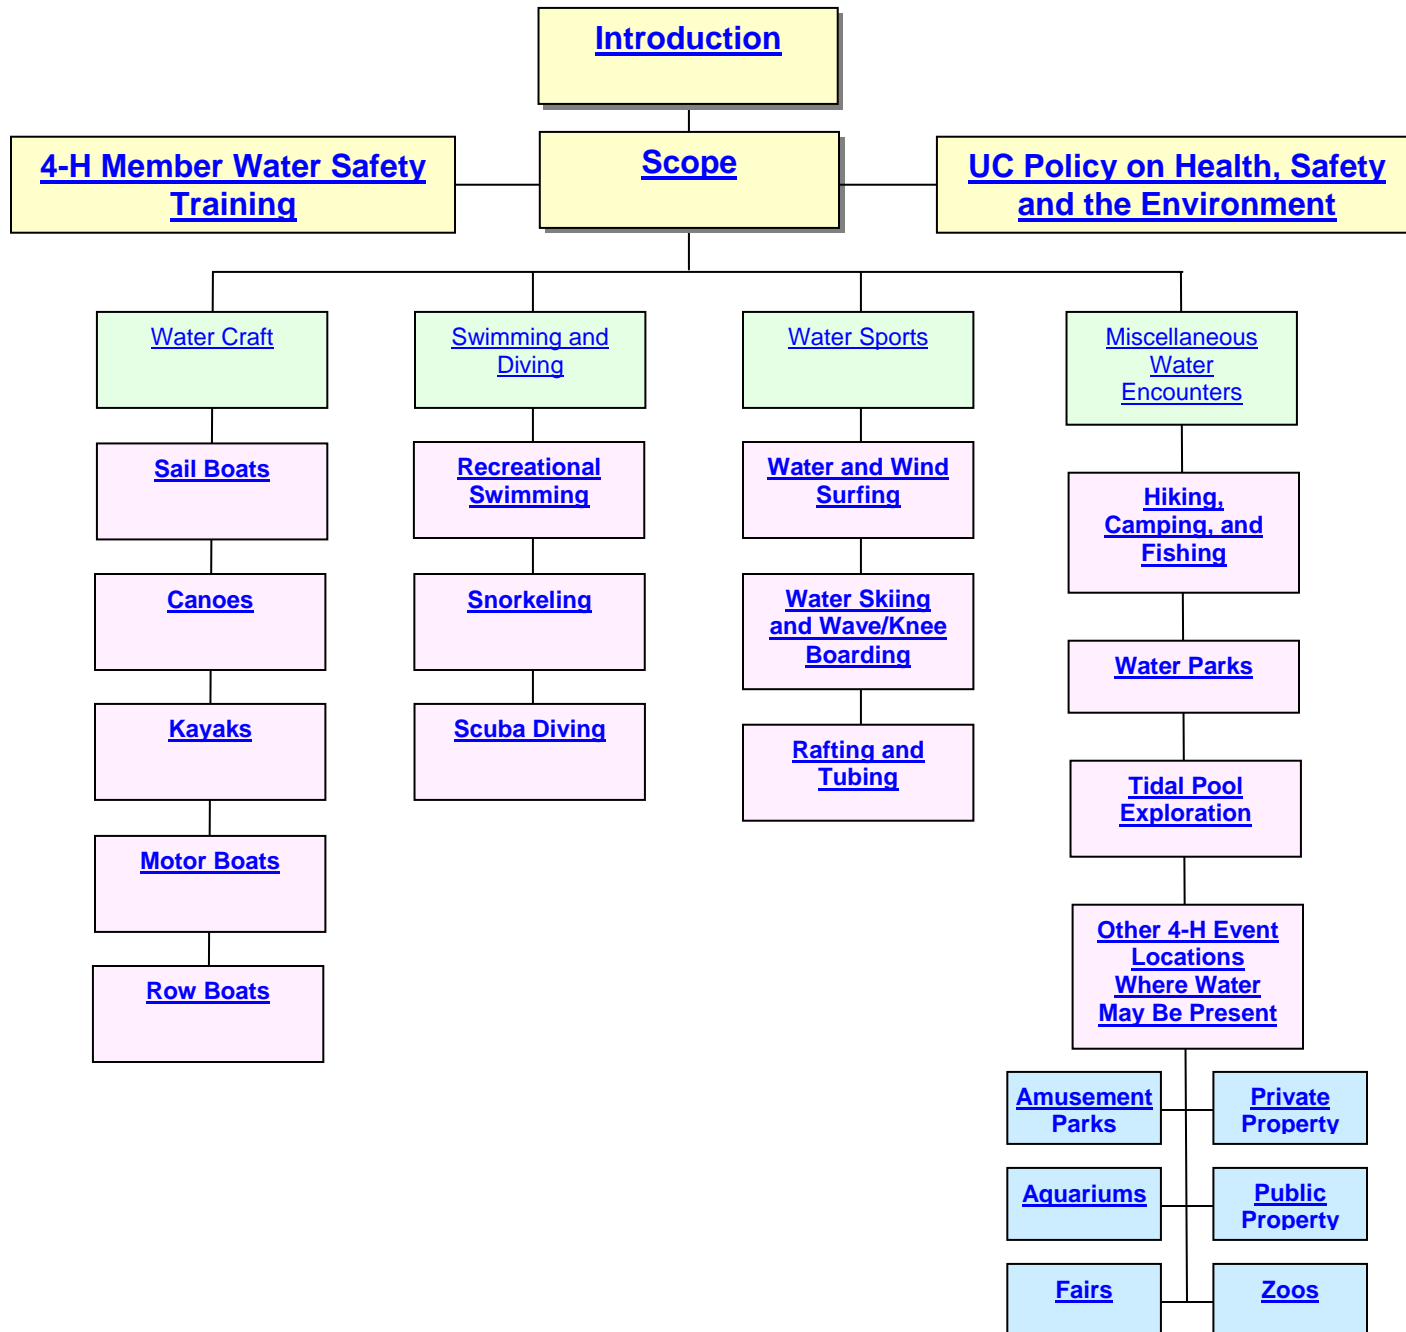 Introduction
4-H Member Water Safety
Training
Scope
UC Policy on Health, Safety
and the Environment
Water Craft
Sail Boats
Canoes
Kayaks
Motor Boats
Row Boats
Swimming and
Diving
Recreational
Swimming
Snorkeling
Scuba Diving
Water Sports
Water and Wind
Surfing
Water Skiing
and Wave/Knee
Boarding
Rafting and
Tubing
Miscellaneous
Water
Encounters
Hiking,
Camping, and
Fishing
Water Parks
Tidal Pool
Exploration
Other 4-H Event
Locations
Where Water
May Be Present
Amusement
Parks
Private
Property
Aquariums
Public
Property
Fairs
Zoos